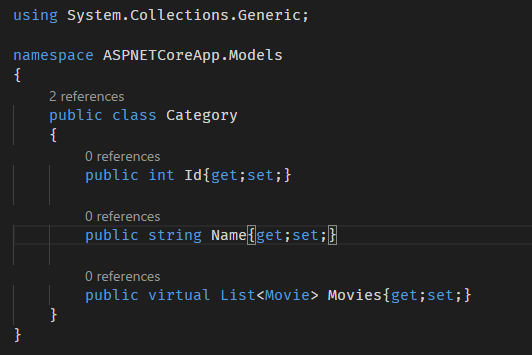 using System.Collections.Generic;
namespace ASPNETCoreApp.Models
{
2 references
public class Category
{
0 references
public int Id{get;set;}
0 references
public string Name{get;set;}
0 references
public virtual List<Movie> Movies{get;set;}
}
}